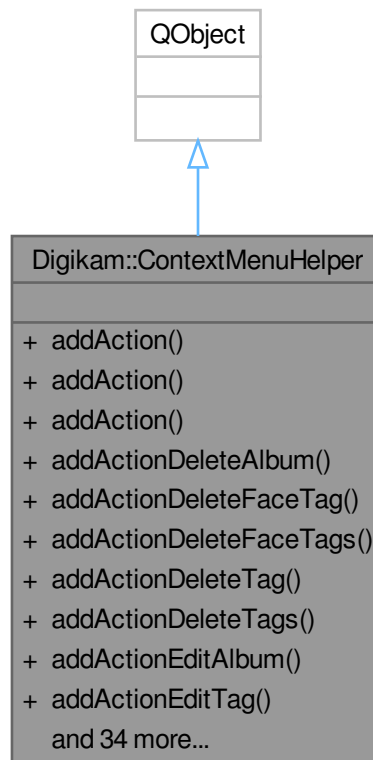 QObject
Digikam::ContextMenuHelper
+ addAction()
+ addAction()
+ addAction()
+ addActionDeleteAlbum()
+ addActionDeleteFaceTag()
+ addActionDeleteFaceTags()
+ addActionDeleteTag()
+ addActionDeleteTags()
+ addActionEditAlbum()
+ addActionEditTag()
and 34 more...